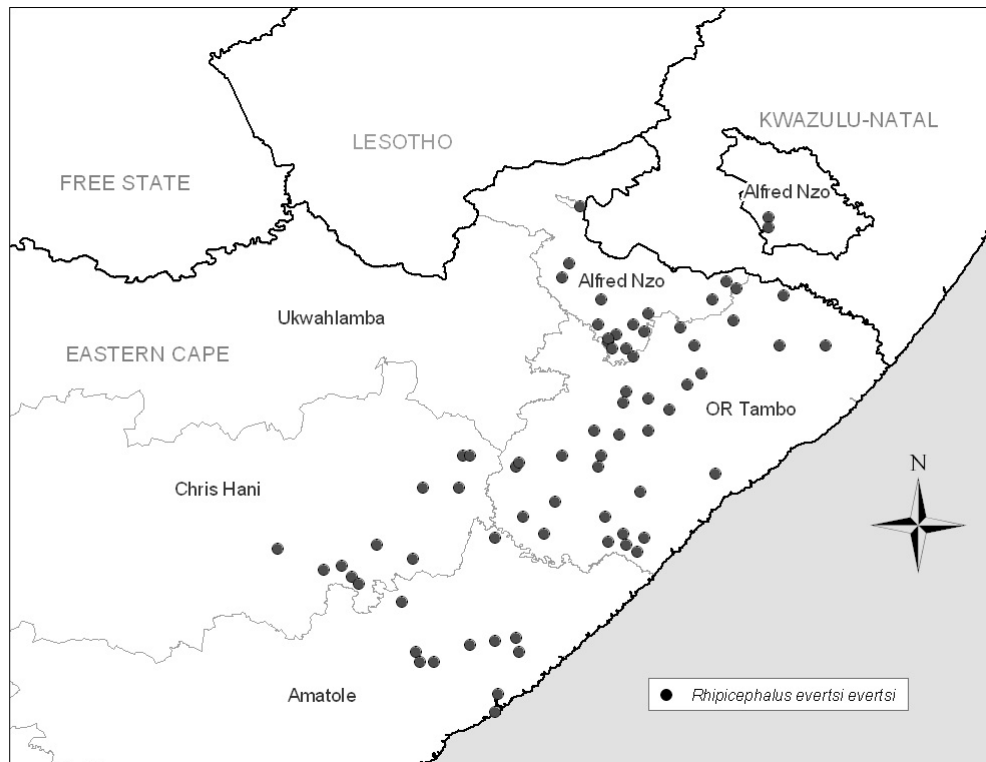 KWAZULU-NATAL
LESOTHO
FREE STATE
Alfred Nzo
Alfred Nzo
Ukwahlamba
EASTERN CAPE
OR Tambo
Chris Hani
N
Amatole
Rhipicephalus evertsi evertsi